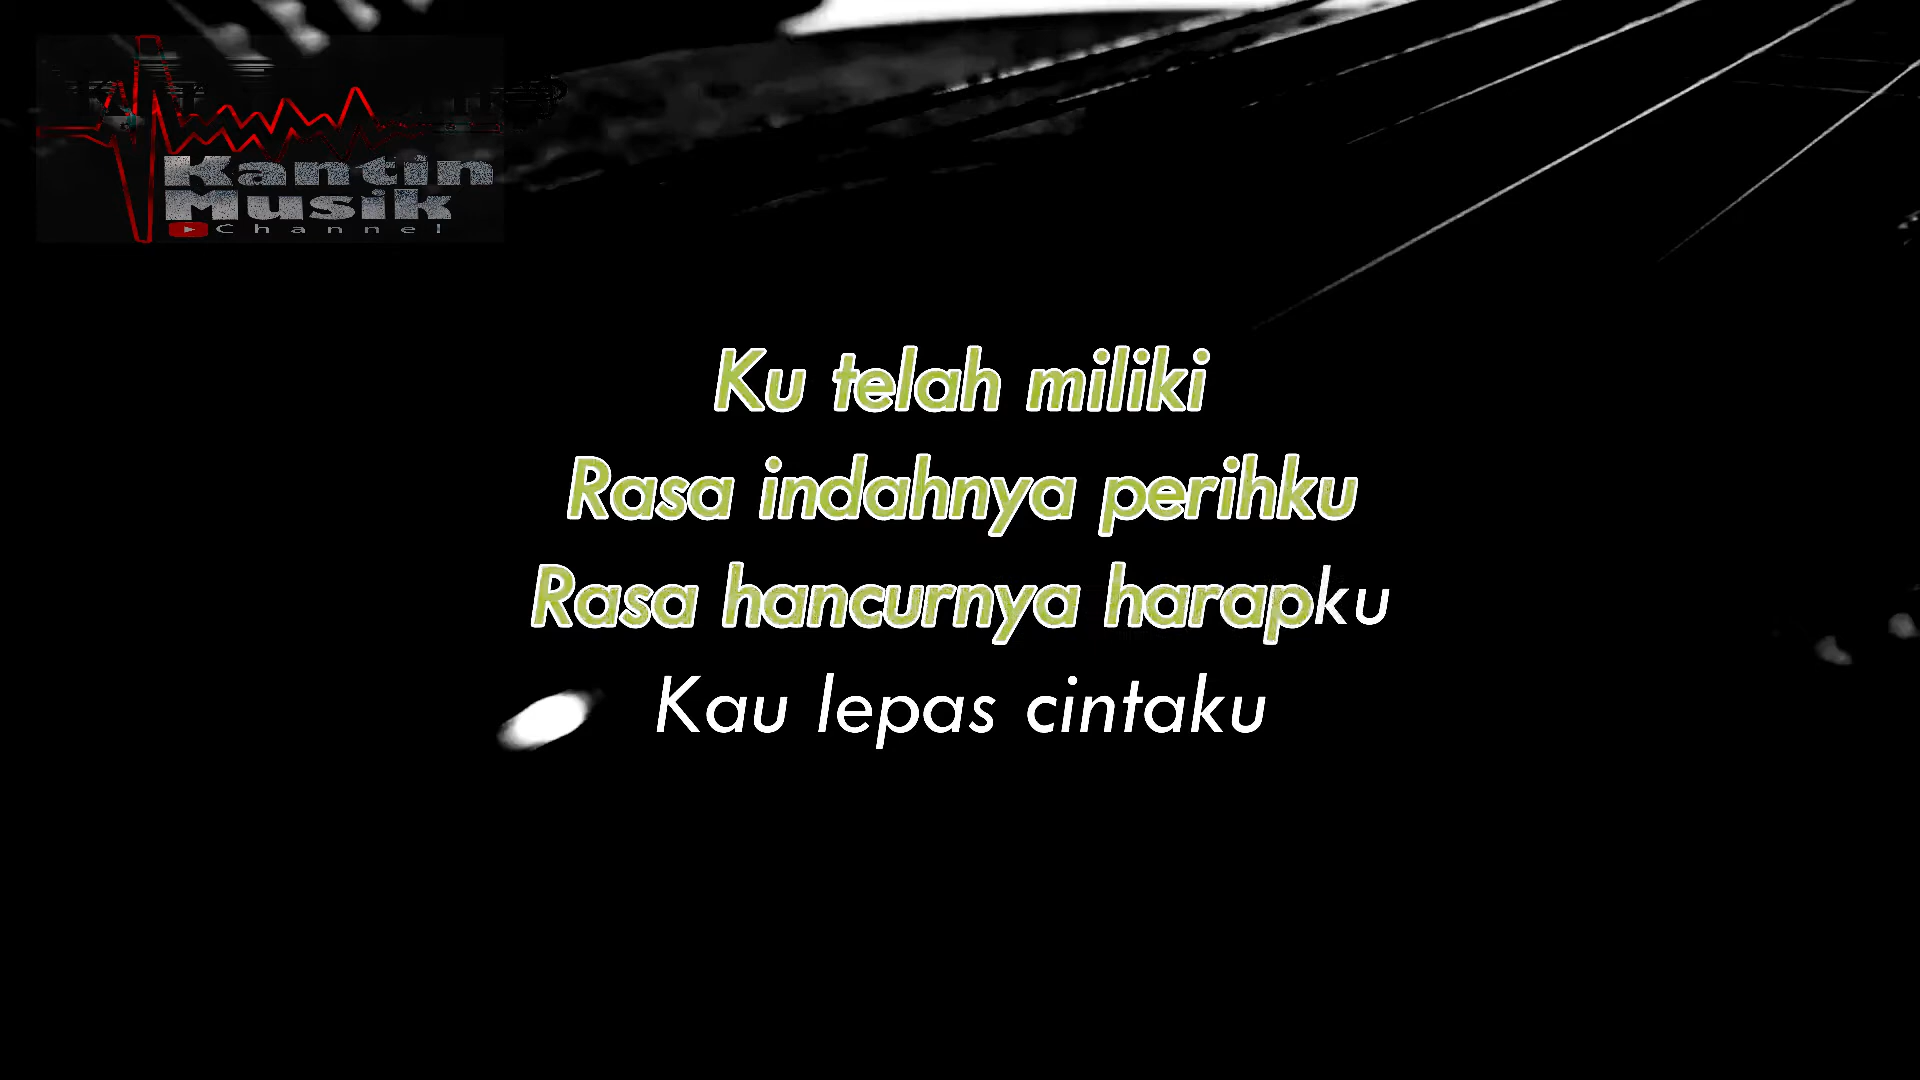 Kantin
Musik
Channel
Ku telah miliki
Rasa indahnya perihku
Rasa hancurnya harapku
Kau lepas cintaku